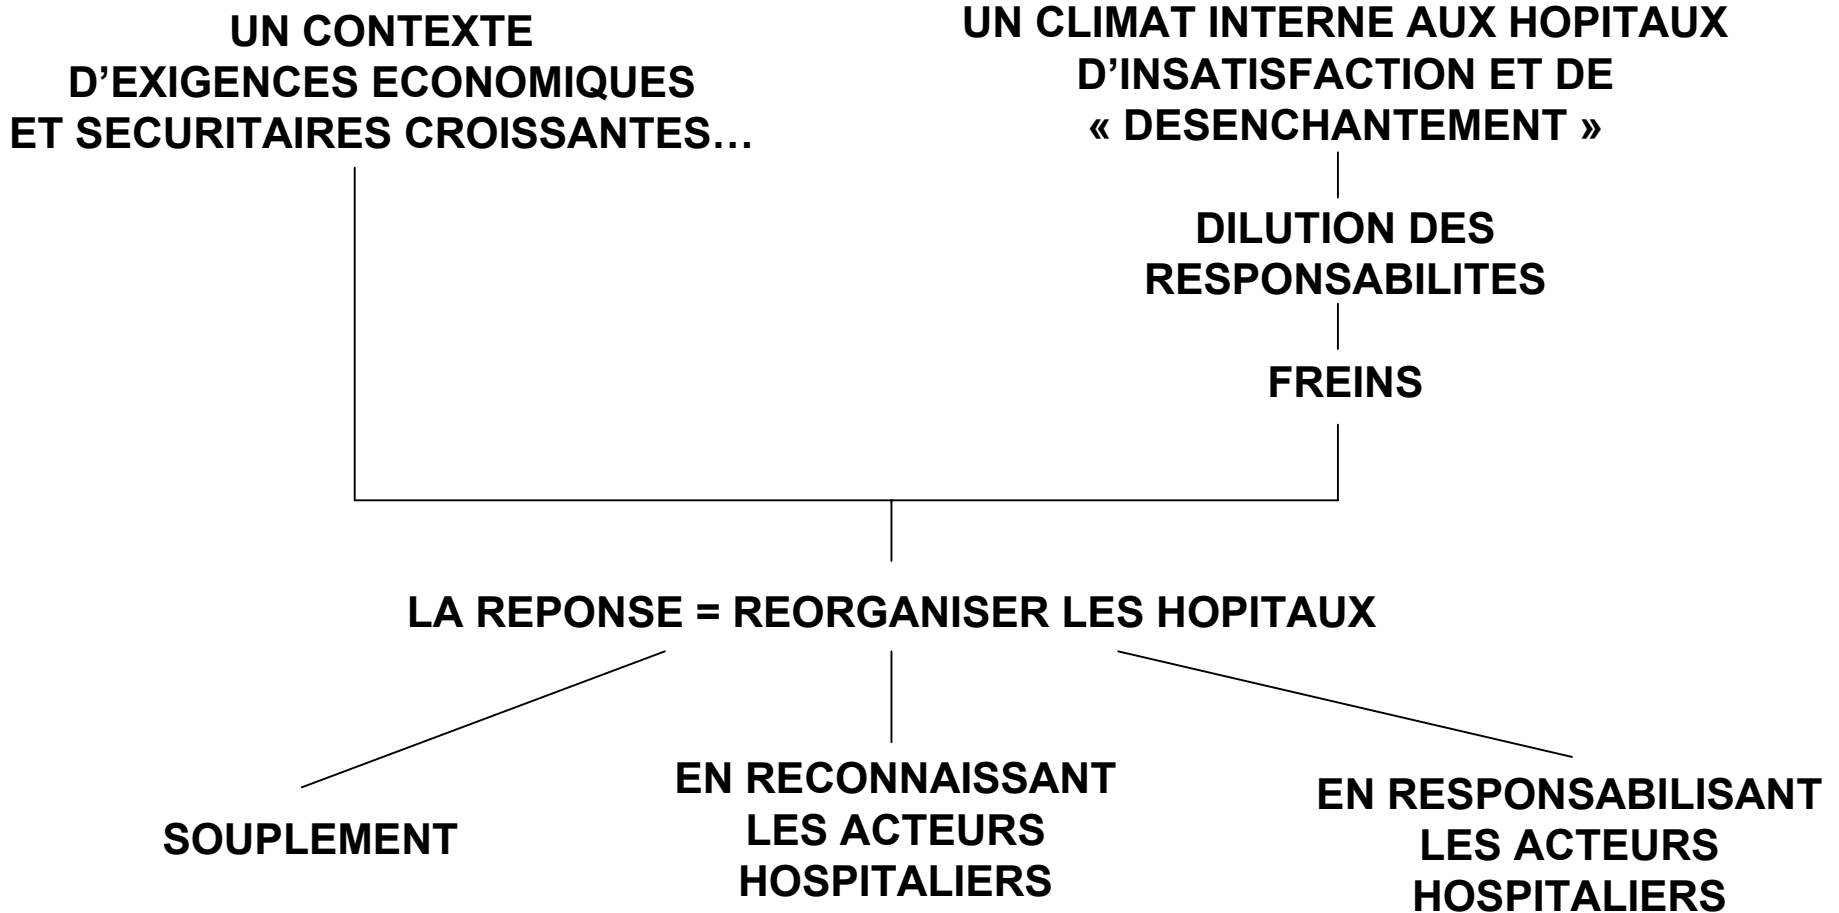 UN CONTEXTE
D’EXIGENCES ECONOMIQUES
ET SECURITAIRES CROISSANTES…
UN CLIMAT INTERNE AUX HOPITAUX
D’INSATISFACTION ET DE
« DESENCHANTEMENT »
DILUTION DES
RESPONSABILITES
FREINS
LA REPONSE = REORGANISER LES HOPITAUX
SOUPLEMENT
EN RECONNAISSANT
LES ACTEURS
HOSPITALIERS
EN RESPONSABILISANT
LES ACTEURS
HOSPITALIERS